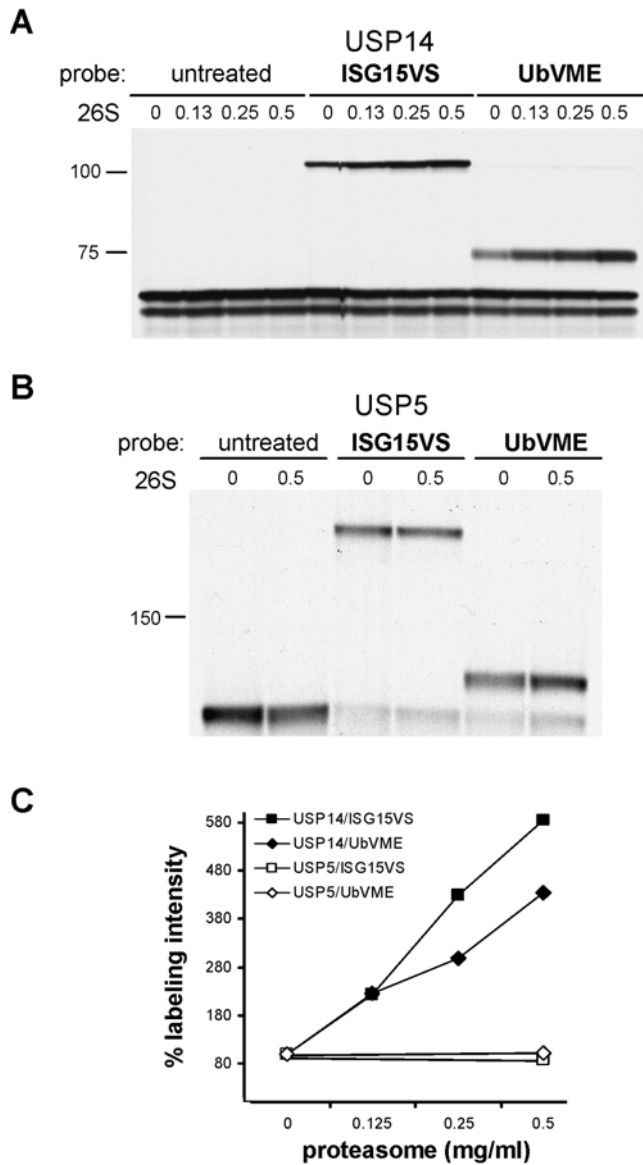 A
USP14
probe: untreated ISG15VS UbVME
26S 0 0.13 0.25 0.5 0 0.13 0.25 0.5 0 0.13 0.25 0.5
100
75
B
USP5
probe: untreated ISG15VS UbVME
26S 0 0.5 0 0.5 0 0.5
150
C
USP14/ISG15VS
USP14/UbVME
USP5/ISG15VS
USP5/UbVME
% labeling intensity
580
480
380
280
180
80
0 0.125 0.25 0.5
proteasome (mg/ml)